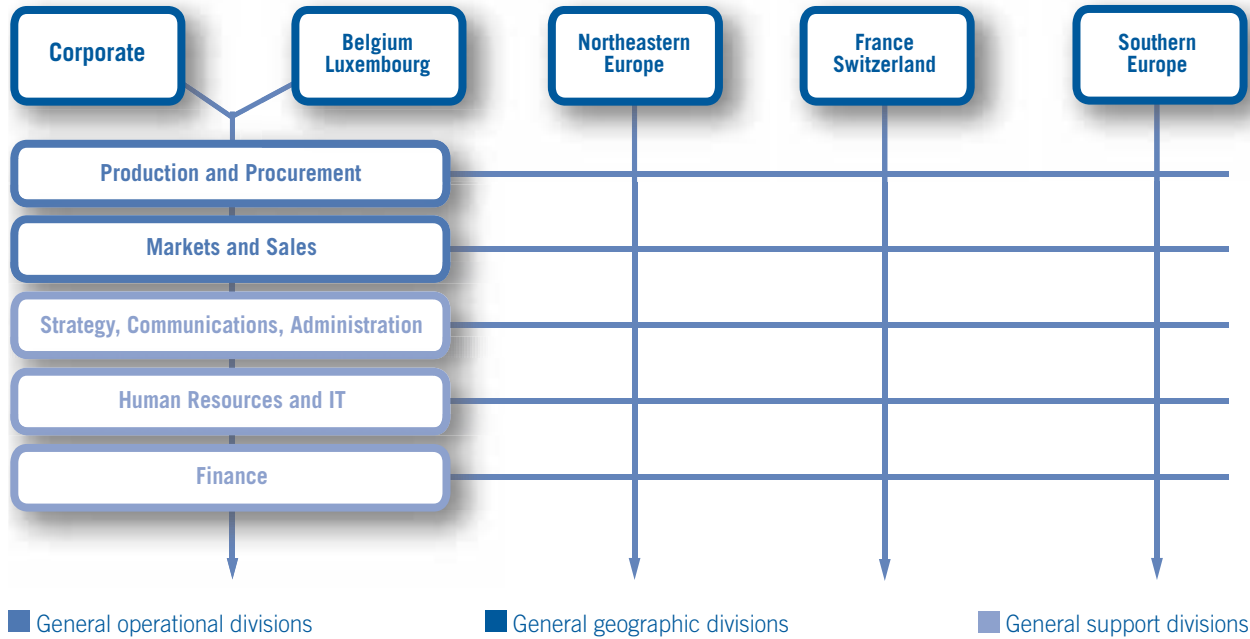 Corporate
Belgium
Luxembourg
Northeastern
Europe
France
Switzerland
Southern
Europe
Production and Procurement
Markets and Sales
Strategy, Communications, Administration
Human Resources and IT
Finance
General operational divisions
General geographic divisions
General support divisions